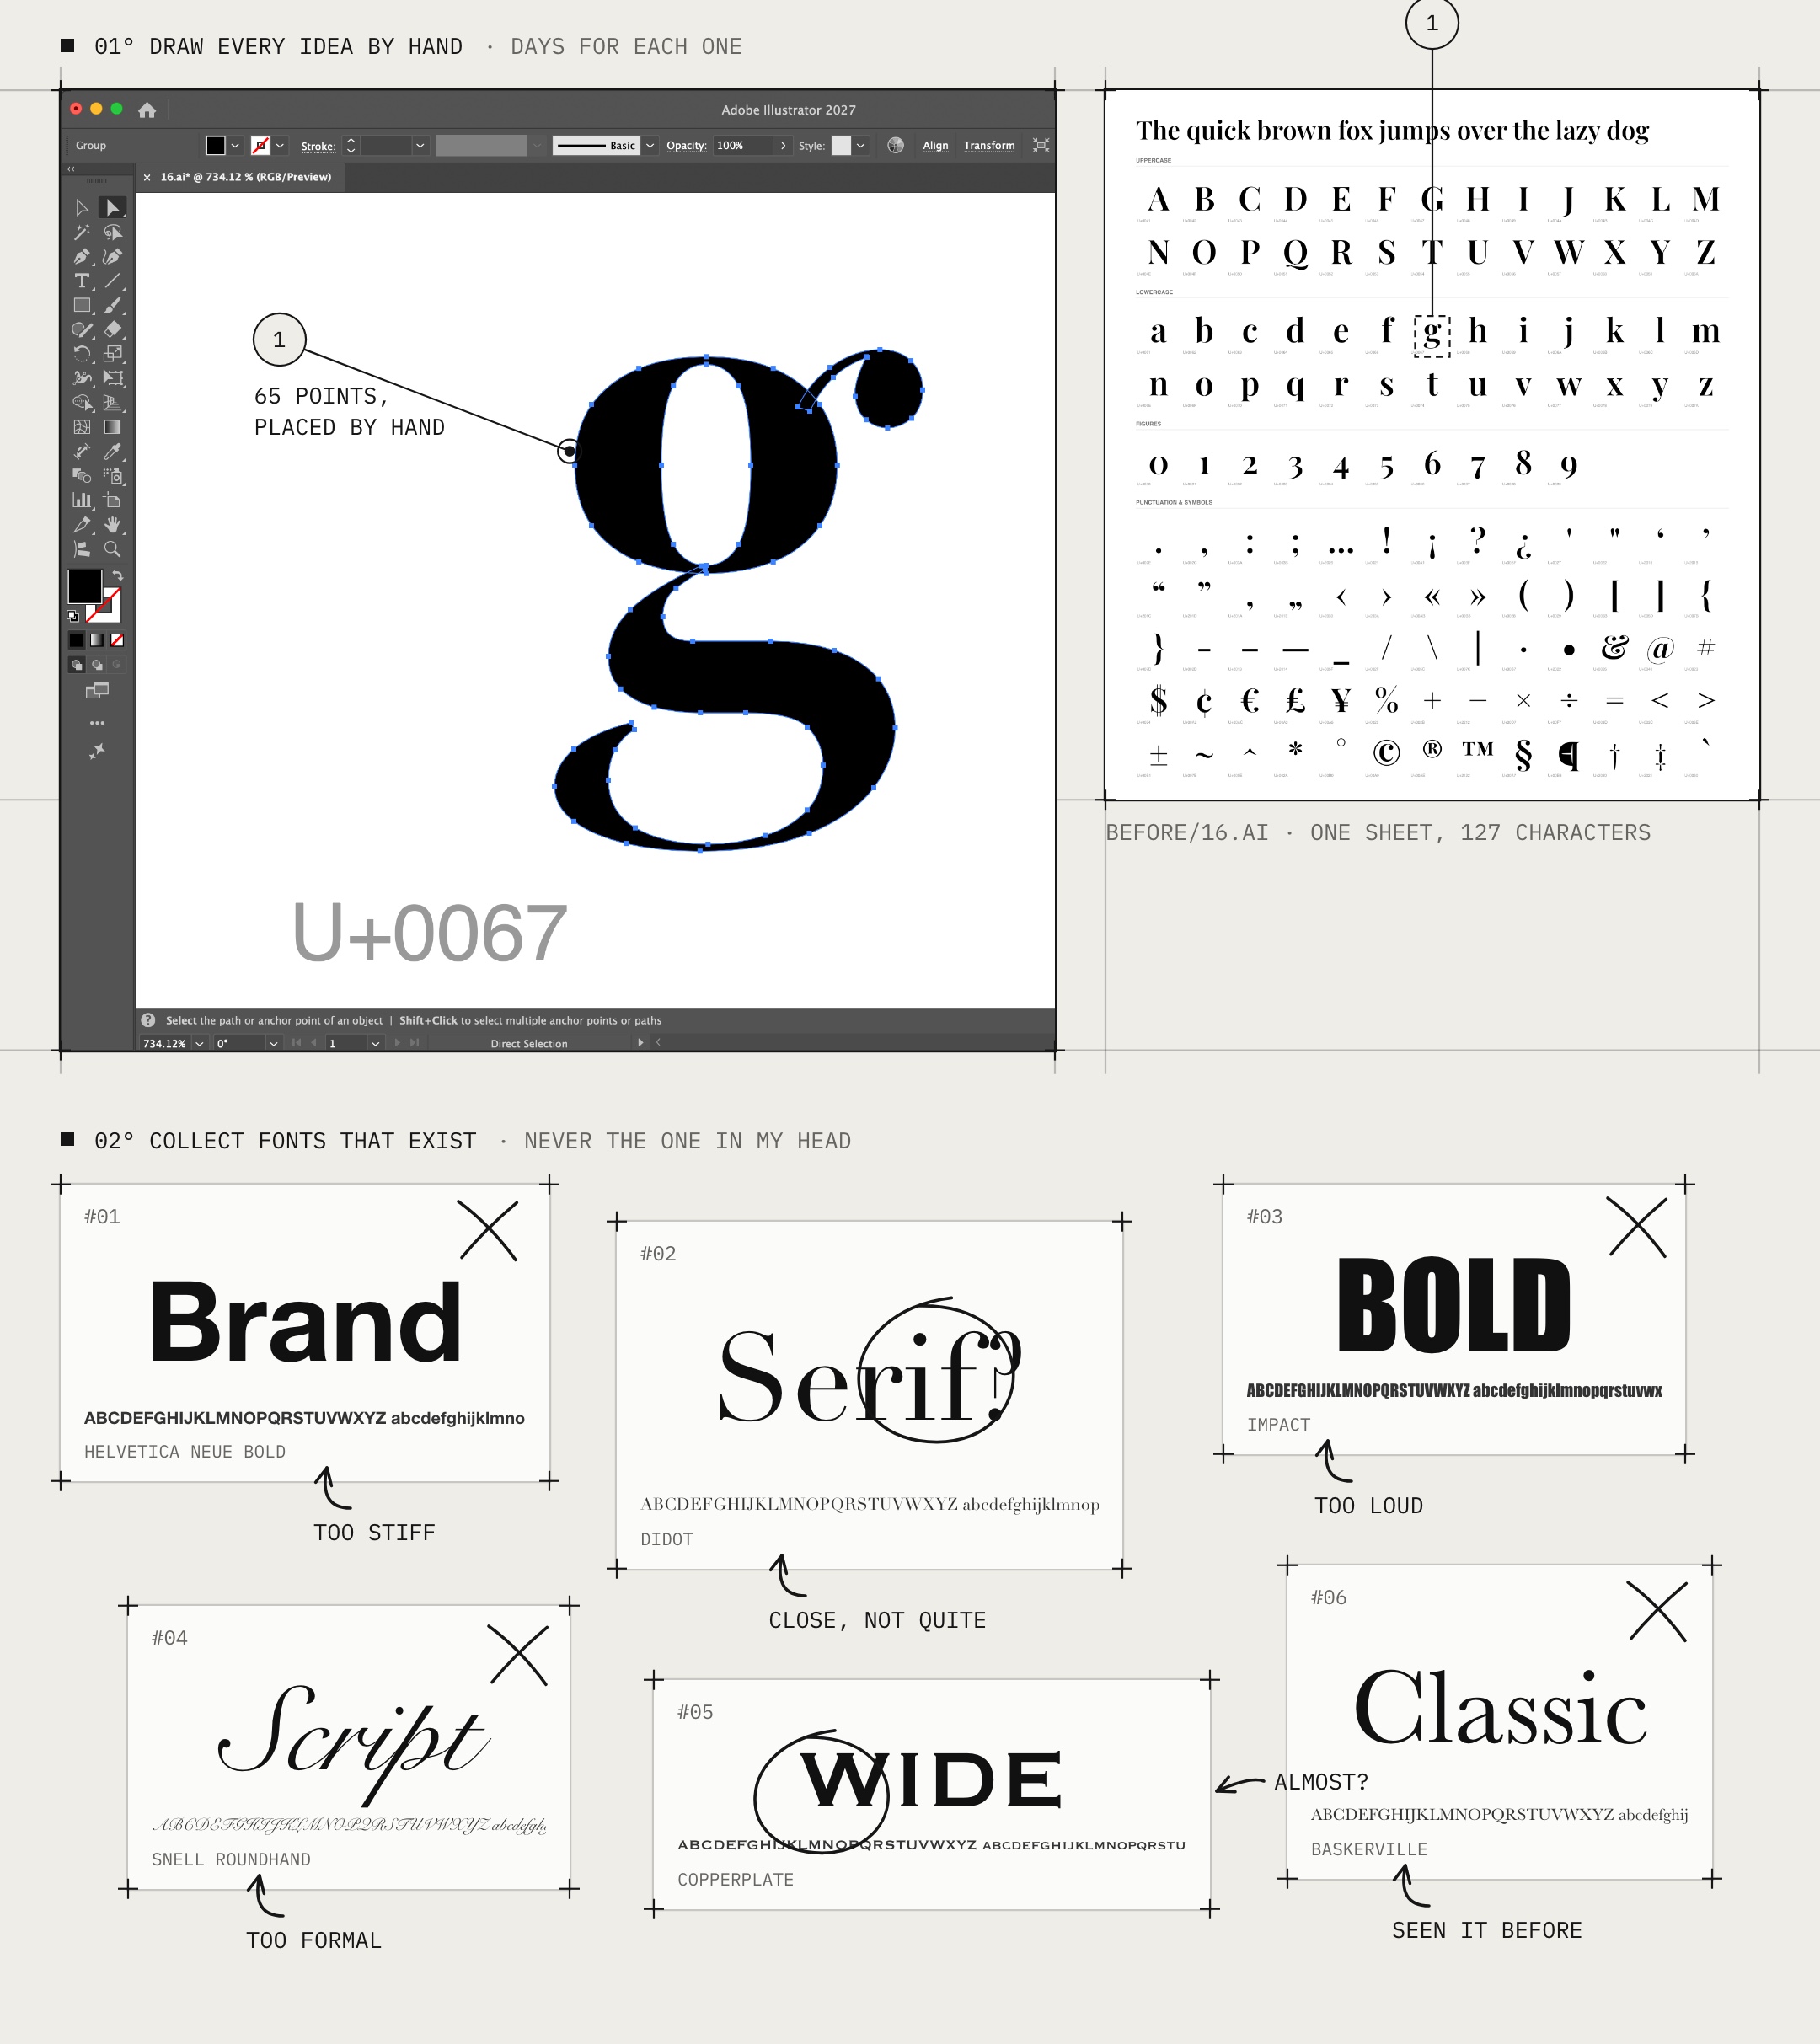 01° DRAW EVERY IDEA BY HAND · DAYS FOR EACH ONE
Adobe Illustrator 2027
Group Stroke: Basic Opacity: 100% Style: Align Transform
16.ai* @ 734.12 % (RGB/Preview)
1
65 POINTS,
PLACED BY HAND
g
U+0067
Select the path or anchor point of an object | Shift+Click to select multiple anchor points or paths
734.12% 0° 1 Direct Selection
1
The quick brown fox jumps over the lazy dog
UPPERCASE
A B C D E F G H I J K L M
N O P Q R S T U V W X Y Z
LOWERCASE
a b c d e f g h i j k l m
n o p q r s t u v w x y z
FIGURES
0 1 2 3 4 5 6 7 8 9
PUNCTUATION & SYMBOLS
. , : ; … ! ¡ ? ¿ ' " ‘ ’
“ ” ‚ „ ‹ › « » ( ) [ ] {
} - – — _ / \ | · • & @ #
$ ¢ € £ ¥ % + − × ÷ = < >
± ~ ^ * ° © ® ™ § ¶ † ‡ `
BEFORE/16.AI · ONE SHEET, 127 CHARACTERS
02° COLLECT FONTS THAT EXIST · NEVER THE ONE IN MY HEAD
#01
Brand
ABCDEFGHIJKLMNOPQRSTUVWXYZ abcdefghijklmno
HELVETICA NEUE BOLD
TOO STIFF
#02
Serif?
ABCDEFGHIJKLMNOPQRSTUVWXYZ abcdefghijklmnop
DIDOT
CLOSE, NOT QUITE
#03
BOLD
ABCDEFGHIJKLMNOPQRSTUVWXYZ abcdefghijklmnopqrstuvwx
IMPACT
TOO LOUD
#04
Script
ABCDEFGHIJKLMNOPQRSTUVWXYZ abcdefgh
SNELL ROUNDHAND
TOO FORMAL
#05
WIDE
ABCDEFGHIJKLMNOPQRSTUVWXYZ ABCDEFGHIJKLMNOPQRSTU
COPPERPLATE
ALMOST?
#06
Classic
ABCDEFGHIJKLMNOPQRSTUVWXYZ abcdefghij
BASKERVILLE
SEEN IT BEFORE